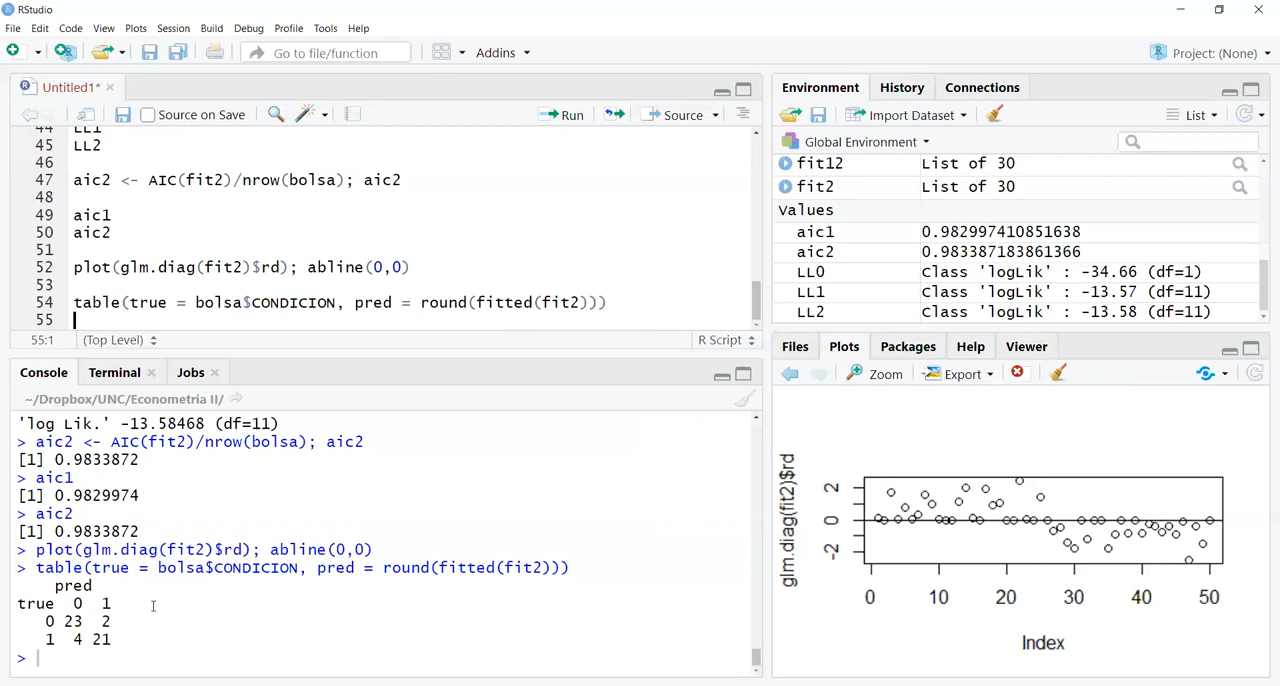 RStudio
File Edit Code View Plots Session Build Debug Profile Tools Help
Go to file/function Addins Project: (None)
Untitled1*
Source on Save Run Source
44 LL1
45 LL2
46
47 aic2 <- AIC(fit2)/nrow(bolsa); aic2
48
49 aic1
50 aic2
51
52 plot(glm.diag(fit2)$rd); abline(0,0)
53
54 table(true = bolsa$CONDICION, pred = round(fitted(fit2)))
55
55:1 (Top Level) R Script
Console Terminal Jobs
~/Dropbox/UNC/Econometria II/
'log Lik.' -13.58468 (df=11)
> aic2 <- AIC(fit2)/nrow(bolsa); aic2
[1] 0.9833872
> aic1
[1] 0.9829974
> aic2
[1] 0.9833872
> plot(glm.diag(fit2)$rd); abline(0,0)
> table(true = bolsa$CONDICION, pred = round(fitted(fit2)))
pred
true 0 1
0 23 2
1 4 21
>
Environment History Connections
Import Dataset List
Global Environment
fit12 List of 30
fit2 List of 30
Values
aic1 0.982997410851638
aic2 0.983387183861366
LL0 Class 'logLik' : -34.66 (df=1)
LL1 Class 'logLik' : -13.57 (df=11)
LL2 Class 'logLik' : -13.58 (df=11)
Files Plots Packages Help Viewer
Zoom Export
glm.diag(fit2)$rd
2
0
-2
0 10 20 30 40 50
Index